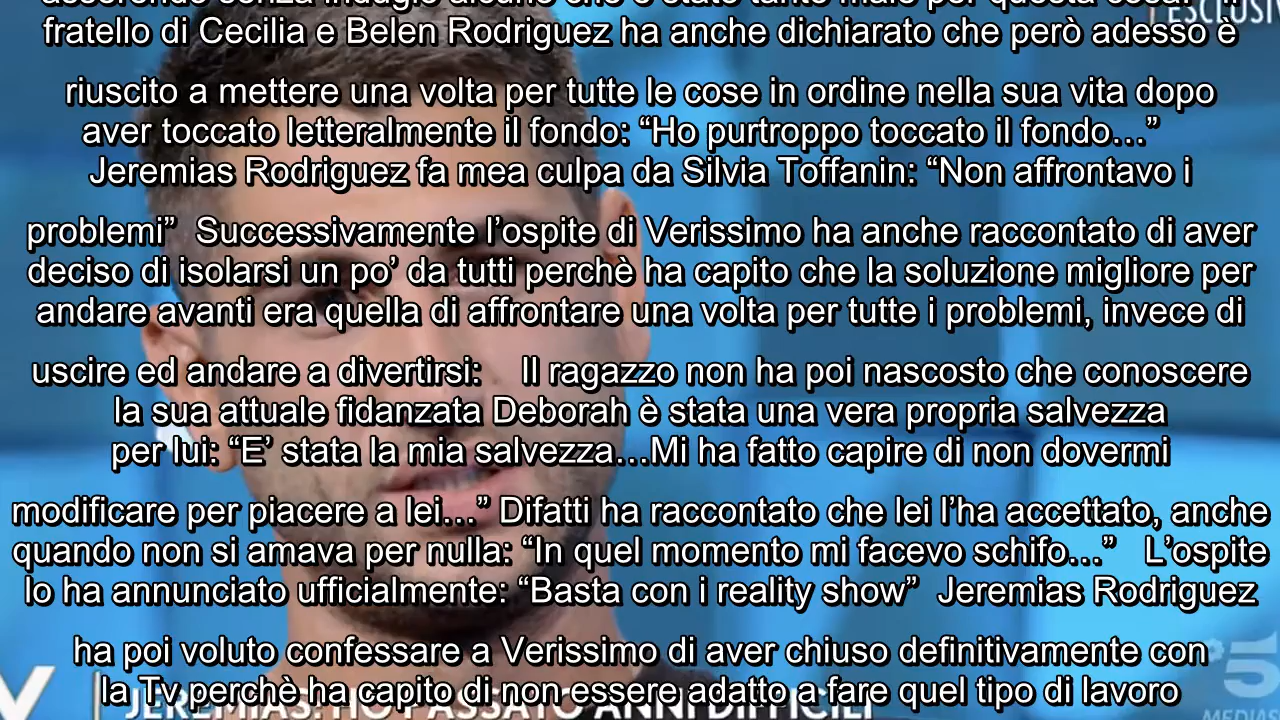 fratello di Cecilia e Belen Rodriguez ha anche dichiarato che però adesso è
riuscito a mettere una volta per tutte le cose in ordine nella sua vita dopo
aver toccato letteralmente il fondo: “Ho purtroppo toccato il fondo…”
Jeremias Rodriguez fa mea culpa da Silvia Toffanin: “Non affrontavo i
problemi”  Successivamente l’ospite di Verissimo ha anche raccontato di aver
deciso di isolarsi un po’ da tutti perchè ha capito che la soluzione migliore per
andare avanti era quella di affrontare una volta per tutte i problemi, invece di
uscire ed andare a divertirsi:    Il ragazzo non ha poi nascosto che conoscere
la sua attuale fidanzata Deborah è stata una vera propria salvezza
per lui: “E’ stata la mia salvezza…Mi ha fatto capire di non dovermi
modificare per piacere a lei…” Difatti ha raccontato che lei l’ha accettato, anche
quando non si amava per nulla: “In quel momento mi facevo schifo…”   L’ospite
lo ha annunciato ufficialmente: “Basta con i reality show”  Jeremias Rodriguez
ha poi voluto confessare a Verissimo di aver chiuso definitivamente con
la Tv perchè ha capito di non essere adatto a fare quel tipo di lavoro
JEREMIAS: HO PASSATO ANNI DIFFICILI
5